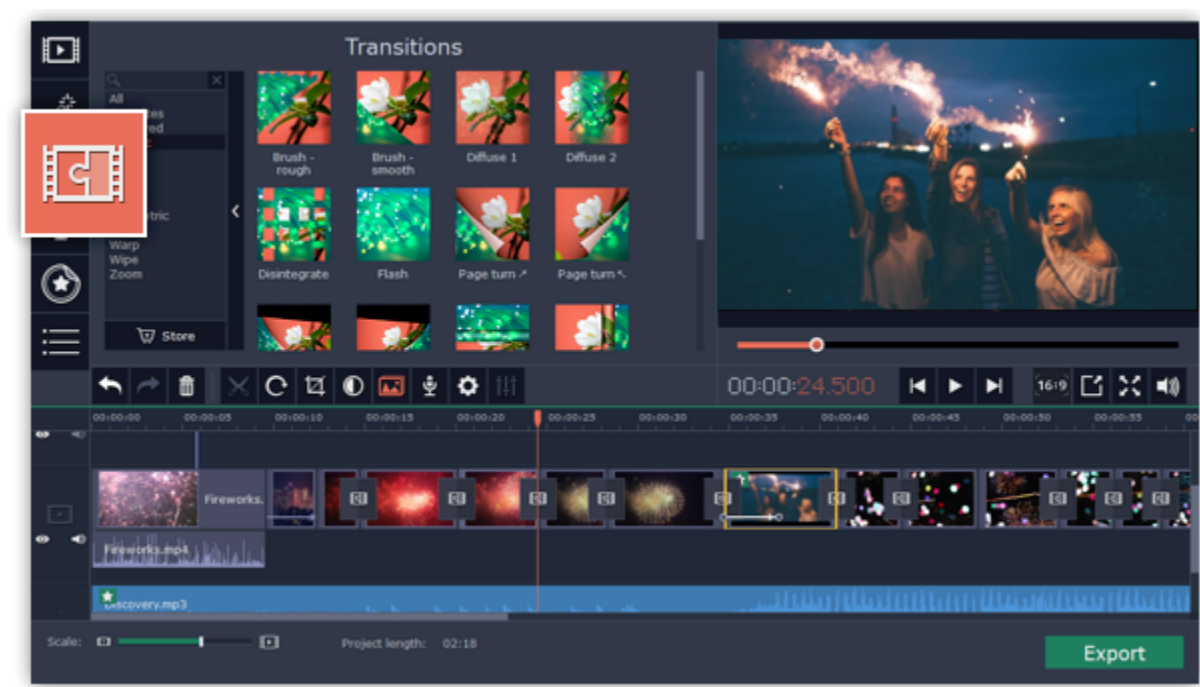 Transitions
All
Brush - rough
Brush - smooth
Diffuse 1
Diffuse 2
Disintegrate
Flash
Page turn ↗
Page turn ↖
Warp
Wipe
Zoom
Store
00:00:24.500
16:9
00:00:00 00:00:05 00:00:10 00:00:15 00:00:20 00:00:25 00:00:30 00:00:35 00:00:40 00:00:45 00:00:50 00:00:55
Fireworks.
Fireworks.mp4
Discovery.mp3
Scale:
Project length: 02:18
Export